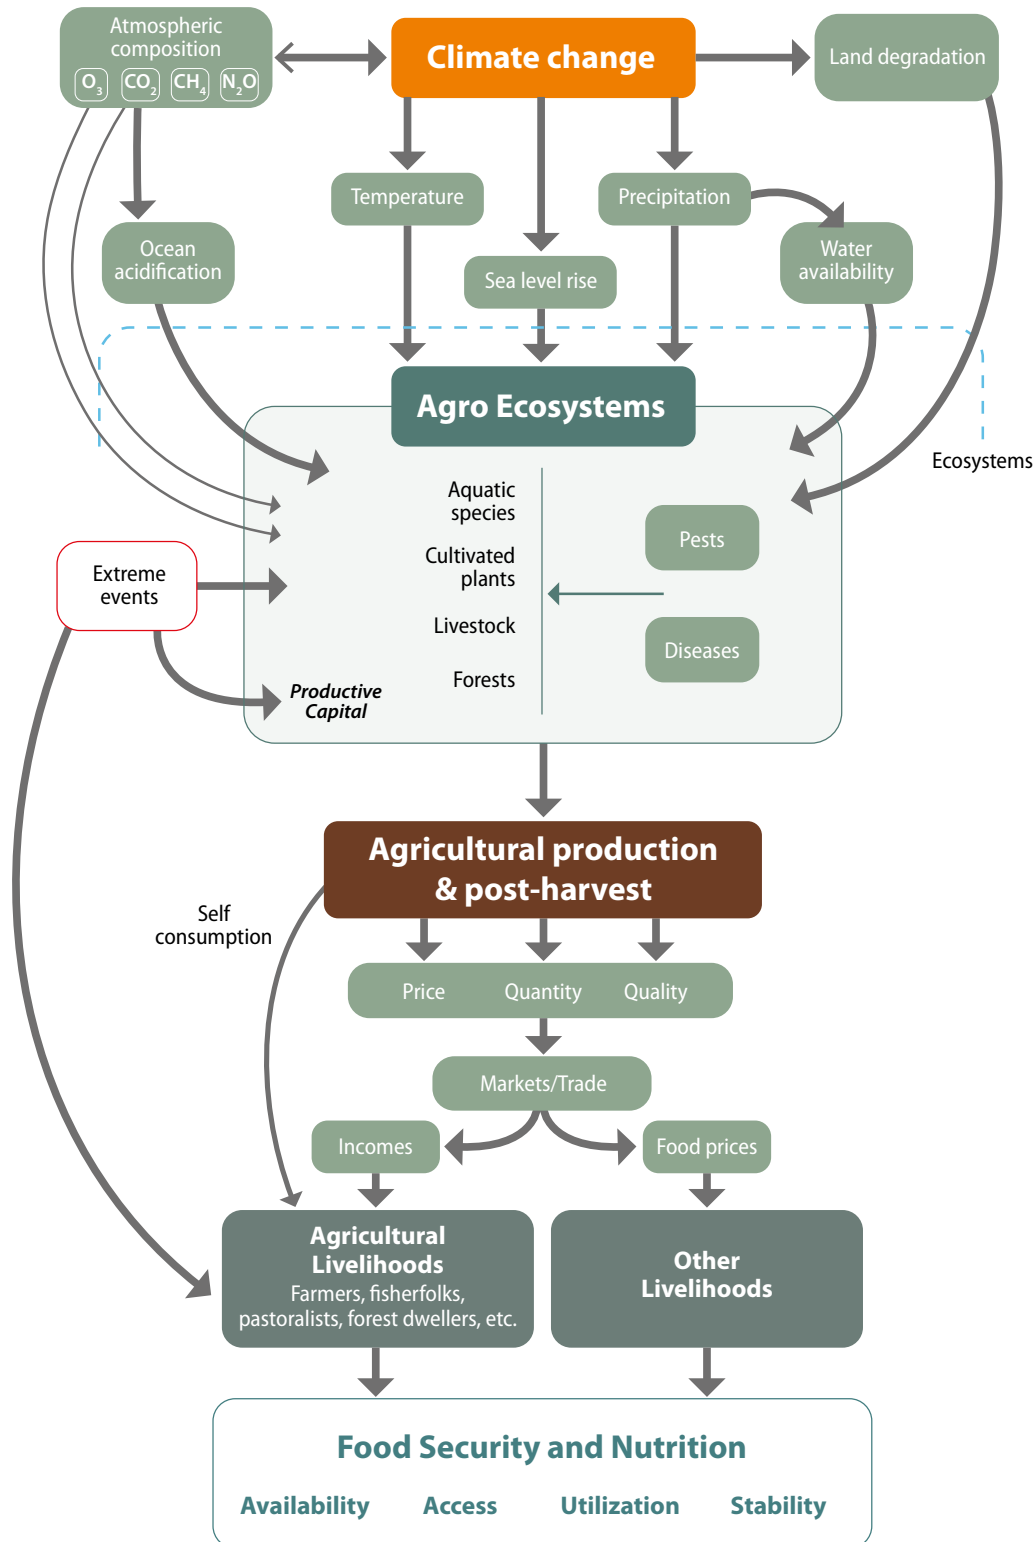 Atmospheric
composition
O₃ CO₂ CH₄ N₂O
Climate change
Land degradation
Temperature
Precipitation
Ocean
acidification
Sea level rise
Water
availability
Agro Ecosystems
Ecosystems
Aquatic
species
Cultivated
plants
Livestock
Forests
Pests
Diseases
Extreme
events
Productive
Capital
Agricultural production
& post-harvest
Self
consumption
Price Quantity Quality
Markets/Trade
Incomes
Food prices
Agricultural
Livelihoods
Farmers, fisherfolks,
pastoralists, forest dwellers, etc.
Other
Livelihoods
Food Security and Nutrition
Availability Access Utilization Stability